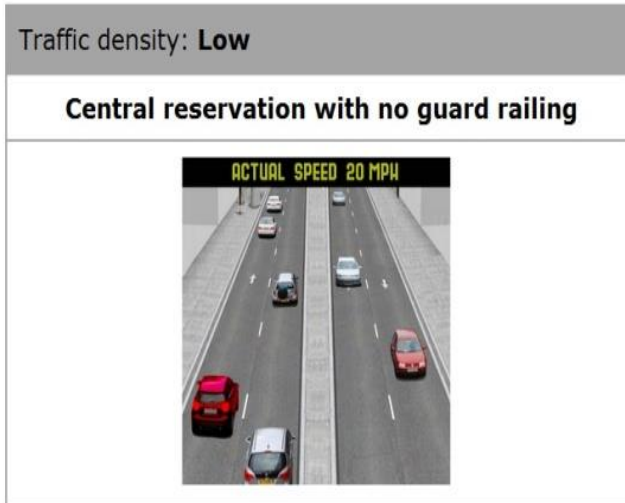 Traffic density: Low
Central reservation with no guard railing
ACTUAL SPEED 20 MPH